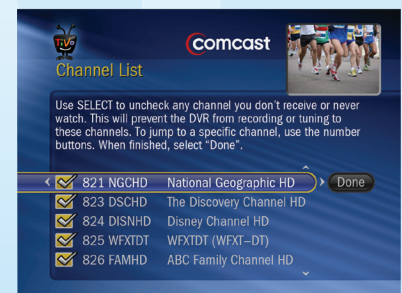 TiVo
comcast
Channel List
Use SELECT to uncheck any channel you don't receive or never
watch. This will prevent the DVR from recording or tuning to
these channels. To jump to a specific channel, use the number
buttons. When finished, select "Done".
821 NGCHD National Geographic HD Done
823 DSCHD The Discovery Channel HD
824 DISNHD Disney Channel HD
825 WFXTDT WFXTDT (WFXT-DT)
826 FAMHD ABC Family Channel HD